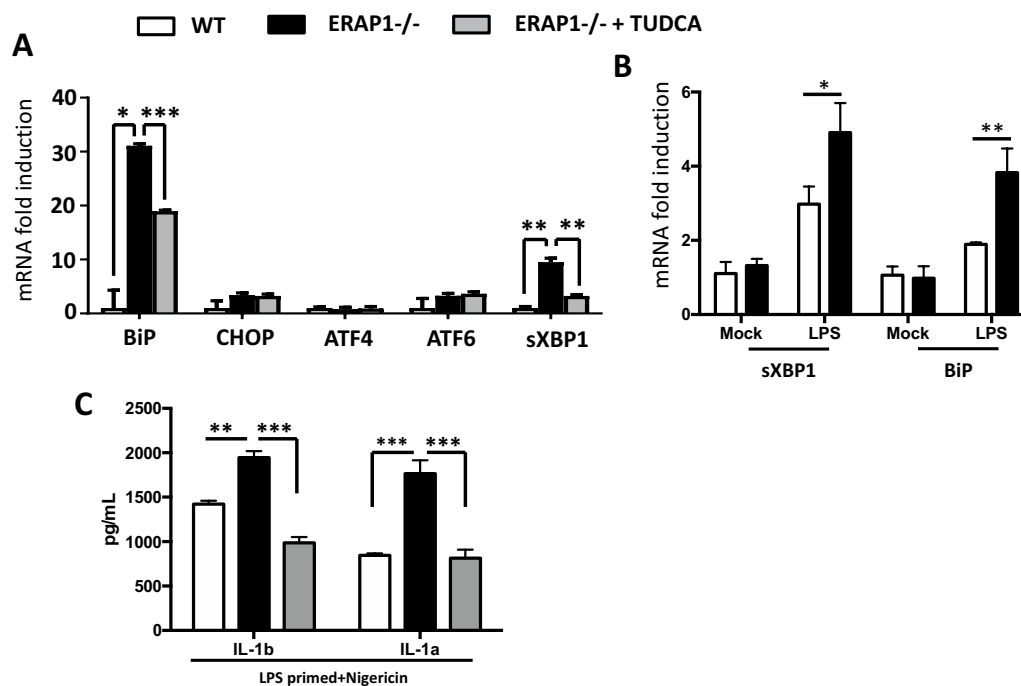 WT ERAP1-/- ERAP1-/- + TUDCA
A
mRNA fold induction
40
30
20
10
0
* ***
** **
BiP CHOP ATF4 ATF6 sXBP1
B
mRNA fold induction
6
4
2
0
*
**
Mock LPS Mock LPS
sXBP1 BiP
C
pg/mL
2500
2000
1500
1000
500
0
** *** *** ***
IL-1b IL-1a
LPS primed+Nigericin